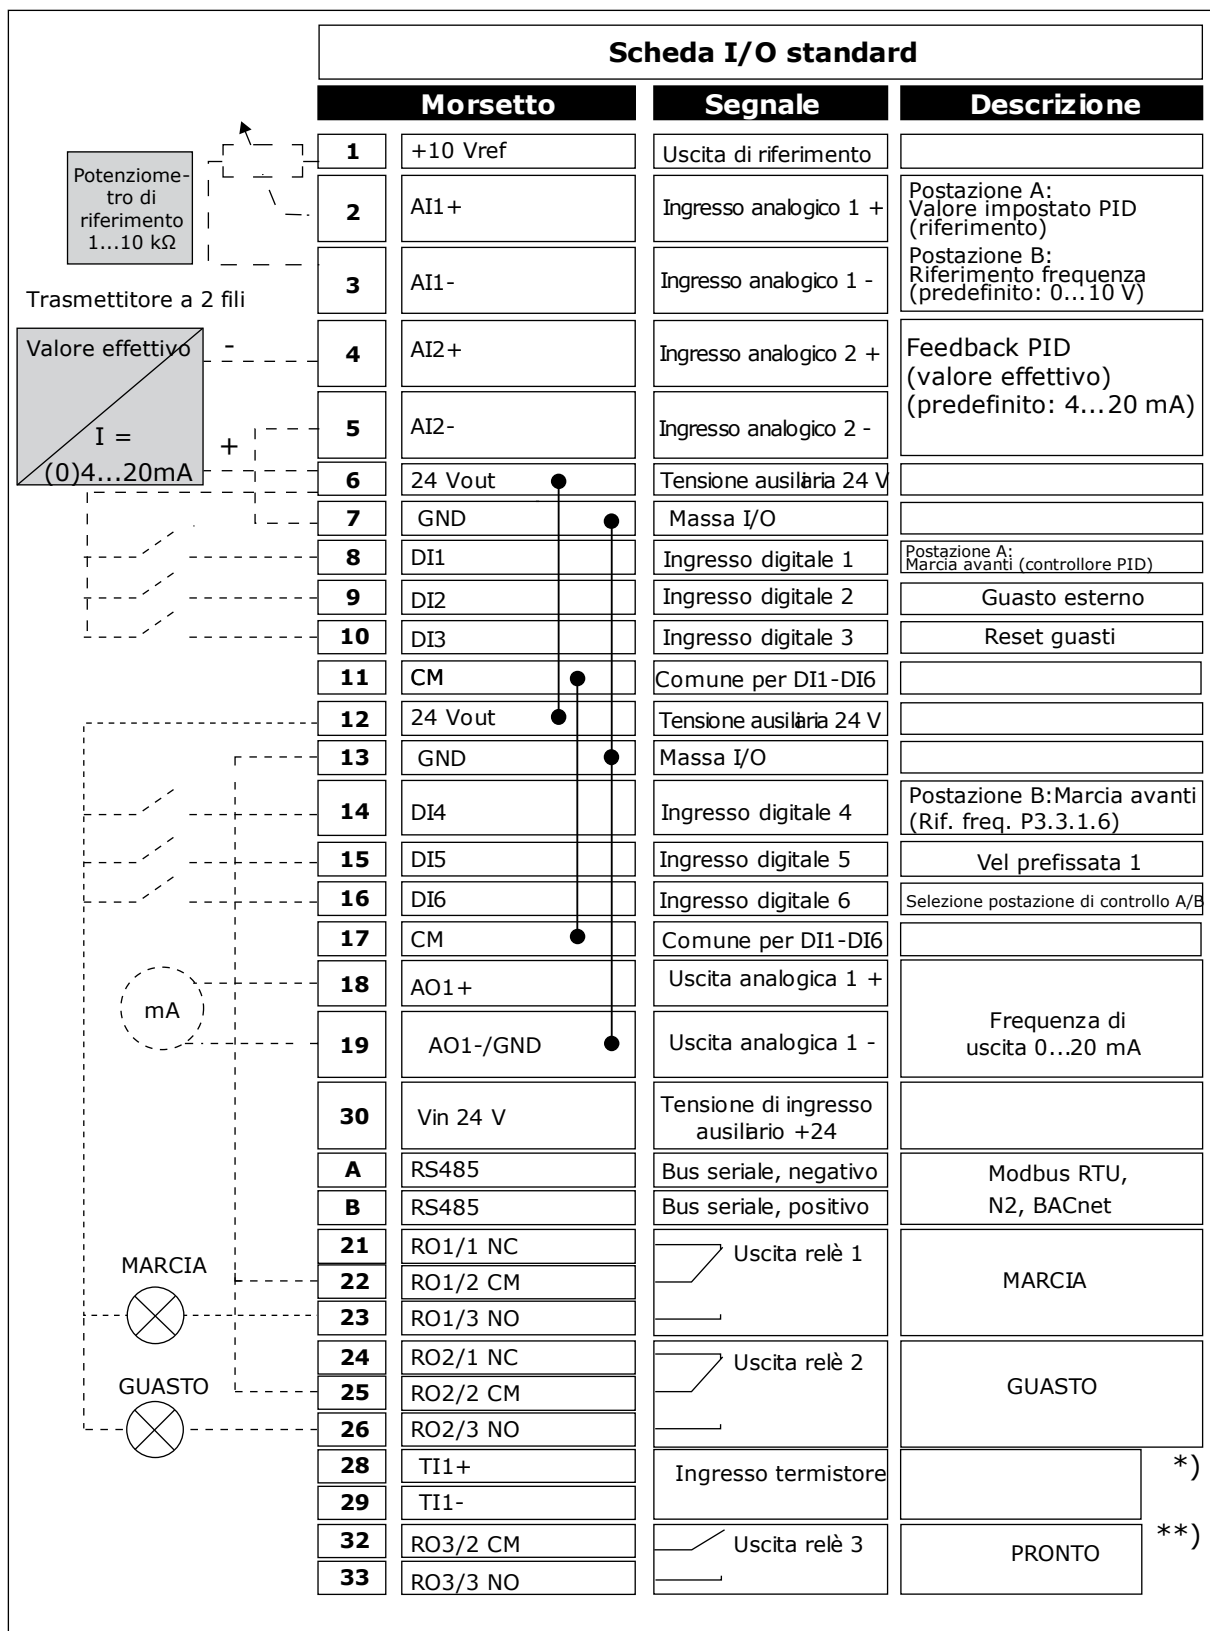 Scheda I/O standard
Morsetto Segnale Descrizione
1 +10 Vref Uscita di riferimento
Potenziome-
tro di
riferimento
1...10 kΩ
2 AI1+ Ingresso analogico 1 +
Postazione A:
Valore impostato PID
(riferimento)
3 AI1- Ingresso analogico 1 -
Postazione B:
Riferimento frequenza
(predefinito: 0...10 V)
Trasmettitore a 2 fili
Valore effettivo
-
I =
(0)4...20mA
+
4 AI2+ Ingresso analogico 2 +
Feedback PID
(valore effettivo)
(predefinito: 4...20 mA)
5 AI2- Ingresso analogico 2 -
6 24 Vout Tensione ausiliaria 24 V
7 GND Massa I/O
8 DI1 Ingresso digitale 1
Postazione A:
Marcia avanti (controllore PID)
9 DI2 Ingresso digitale 2 Guasto esterno
10 DI3 Ingresso digitale 3 Reset guasti
11 CM Comune per DI1-DI6
12 24 Vout Tensione ausiliaria 24 V
13 GND Massa I/O
14 DI4 Ingresso digitale 4
Postazione B:Marcia avanti
(Rif. freq. P3.3.1.6)
15 DI5 Ingresso digitale 5 Vel prefissata 1
16 DI6 Ingresso digitale 6 Selezione postazione di controllo A/B
17 CM Comune per DI1-DI6
18 AO1+ Uscita analogica 1 +
mA
19 AO1-/GND Uscita analogica 1 -
Frequenza di
uscita 0...20 mA
30 Vin 24 V
Tensione di ingresso
ausiliario +24
A RS485 Bus seriale, negativo
B RS485 Bus seriale, positivo
Modbus RTU,
N2, BACnet
21 RO1/1 NC Uscita relè 1
MARCIA
22 RO1/2 CM MARCIA
23 RO1/3 NO
24 RO2/1 NC Uscita relè 2
GUASTO
25 RO2/2 CM GUASTO
26 RO2/3 NO
28 TI1+ Ingresso termistore *)
29 TI1-
32 RO3/2 CM Uscita relè 3 PRONTO **)
33 RO3/3 NO